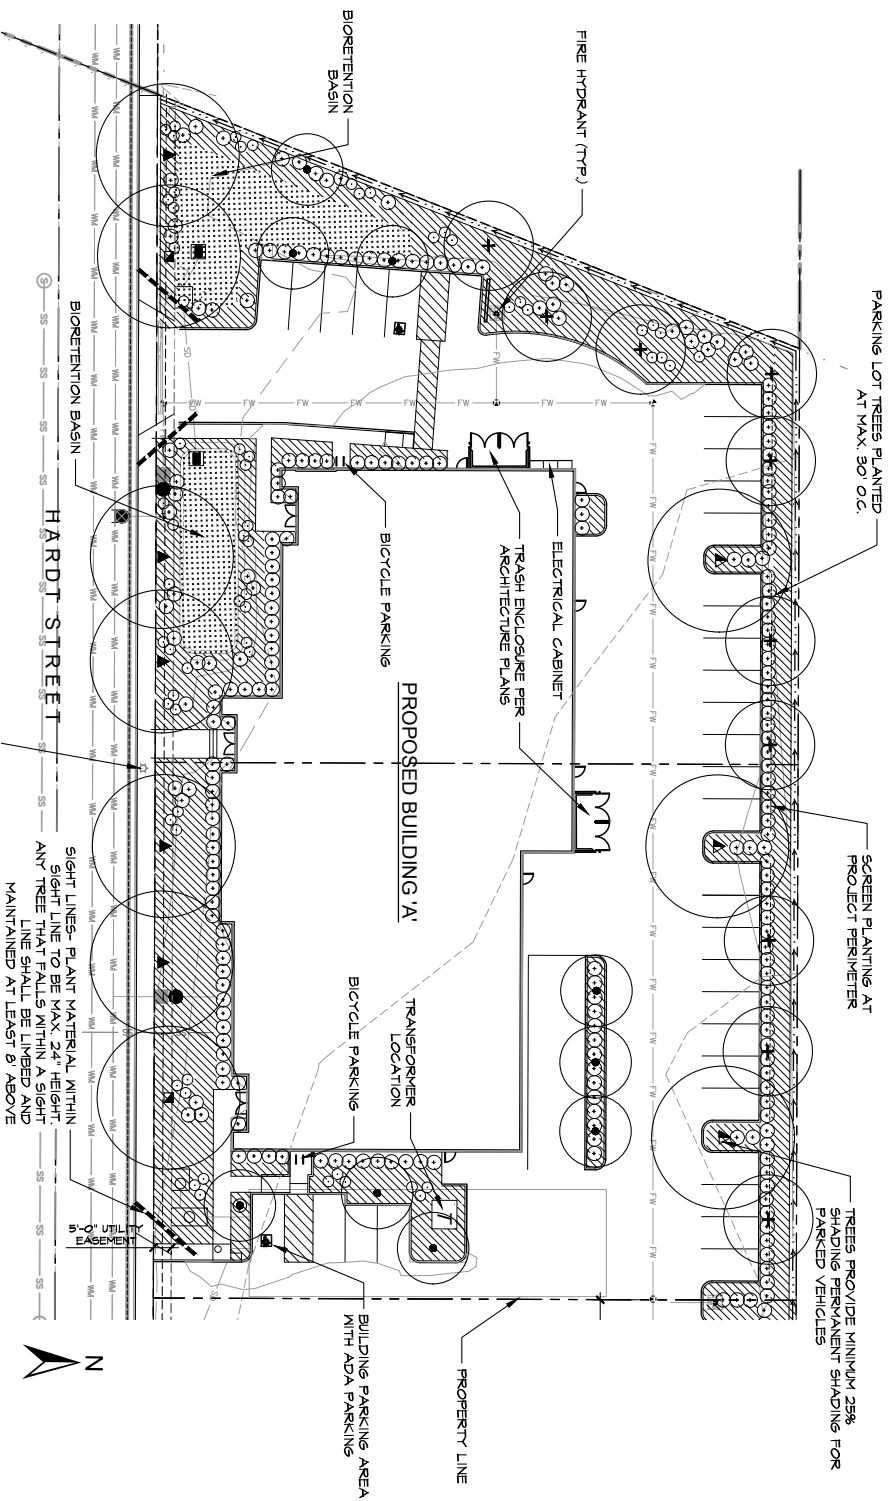 BIORETENTION
BASIN
FIRE HYDRANT (TYP.)
PARKING LOT TREES PLANTED
AT MAX. 30' O.C.
BIORETENTION BASIN
HARDT STREET
BICYCLE PARKING
TRASH ENCLOSURE PER
ARCHITECTURE PLANS
ELECTRICAL CABINET
PROPOSED BUILDING 'A'
SCREEN PLANTING AT
PROJECT PERIMETER
SIGHT LINES- PLANT MATERIAL WITHIN
SIGHT LINE TO BE MAX. 24" HEIGHT.
ANY TREE THAT FALLS WITHIN A SIGHT
LINE SHALL BE LIMBED AND
MAINTAINED AT LEAST 8' ABOVE
BICYCLE PARKING
TRANSFORMER
LOCATION
5'-0" UTILITY
EASEMENT
BUILDING PARKING AREA
WITH ADA PARKING
PROPERTY LINE
TREES PROVIDE MINIMUM 25%
SHADING PERMANENT SHADING FOR
PARKED VEHICLES
N